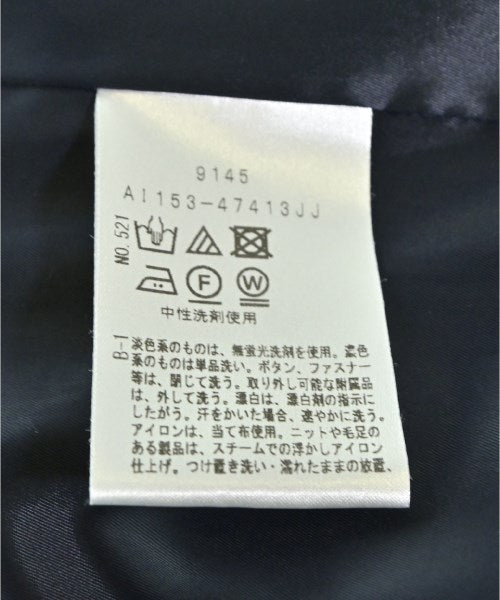 9145
AI153-47413JJ
NO.521
F W
中性洗剤使用
B-1
淡色系のものは、無蛍光洗剤を使用。濃色
系のものは単品洗い。ボタン、ファスナー
等は、閉じて洗う。取り外し可能な附属品
は、外して洗う。漂白は、漂白剤の指示に
したがう。汗をかいた場合、速やかに洗う。
アイロンは、当て布使用。ニットや毛足の
ある製品は、スチームでの浮かしアイロン
仕上げ。つけ置き洗い・濡れたままの放置、